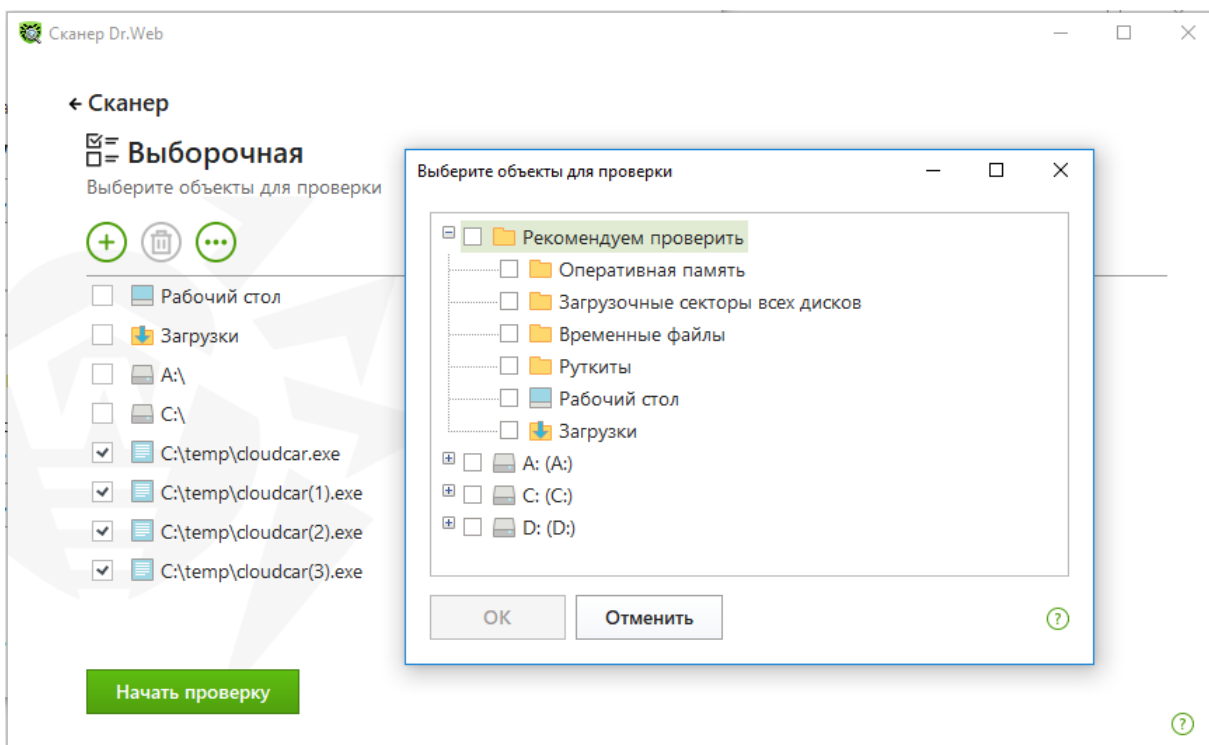 Сканер Dr.Web
Сканер
Выборочная
Выберите объекты для проверки
Рабочий стол
Загрузки
A:\
C:\
C:\temp\cloudcar.exe
C:\temp\cloudcar(1).exe
C:\temp\cloudcar(2).exe
C:\temp\cloudcar(3).exe
Начать проверку
Выберите объекты для проверки
Рекомендуем проверить
Оперативная память
Загрузочные секторы всех дисков
Временные файлы
Руткиты
Рабочий стол
Загрузки
A: (A:)
C: (C:)
D: (D:)
ОК
Отменить
?
?